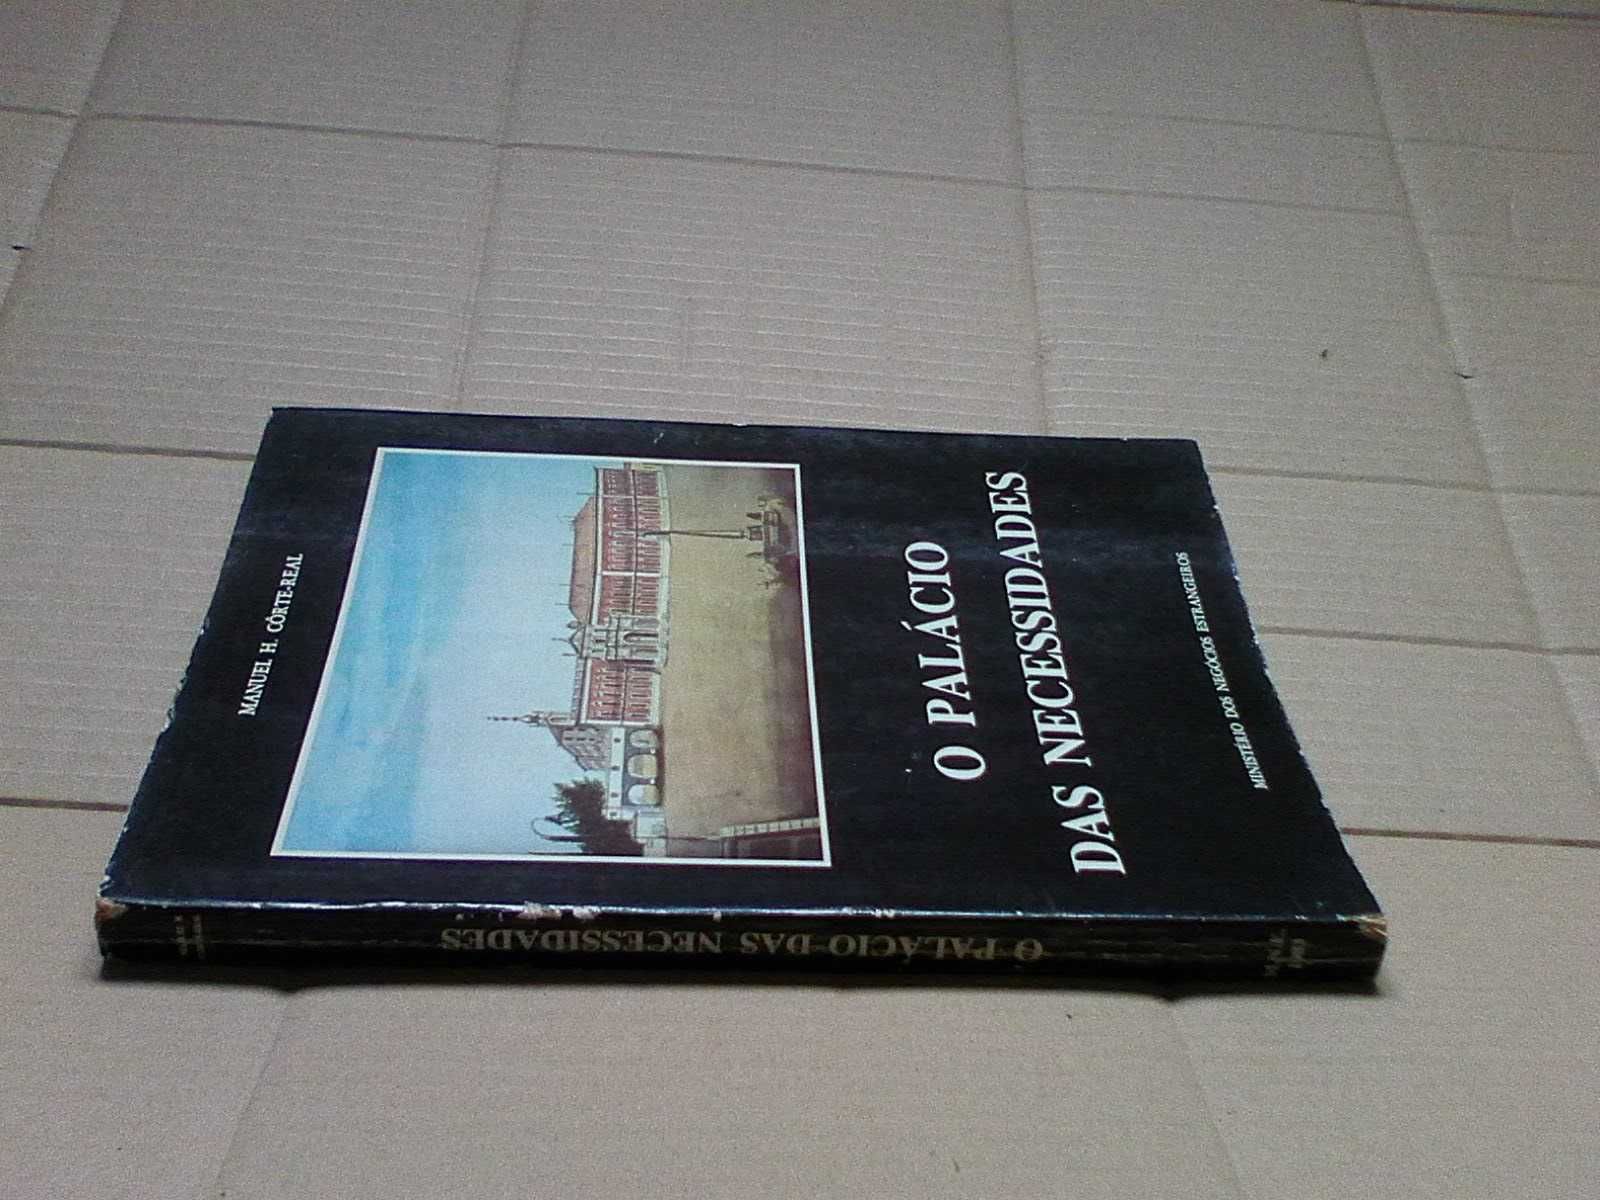 MANUEL H. CÔRTE-REAL
O PALÁCIO
DAS NECESSIDADES
MINISTÉRIO DOS NEGÓCIOS ESTRANGEIROS
O PALÁCIO DAS NECESSIDADES